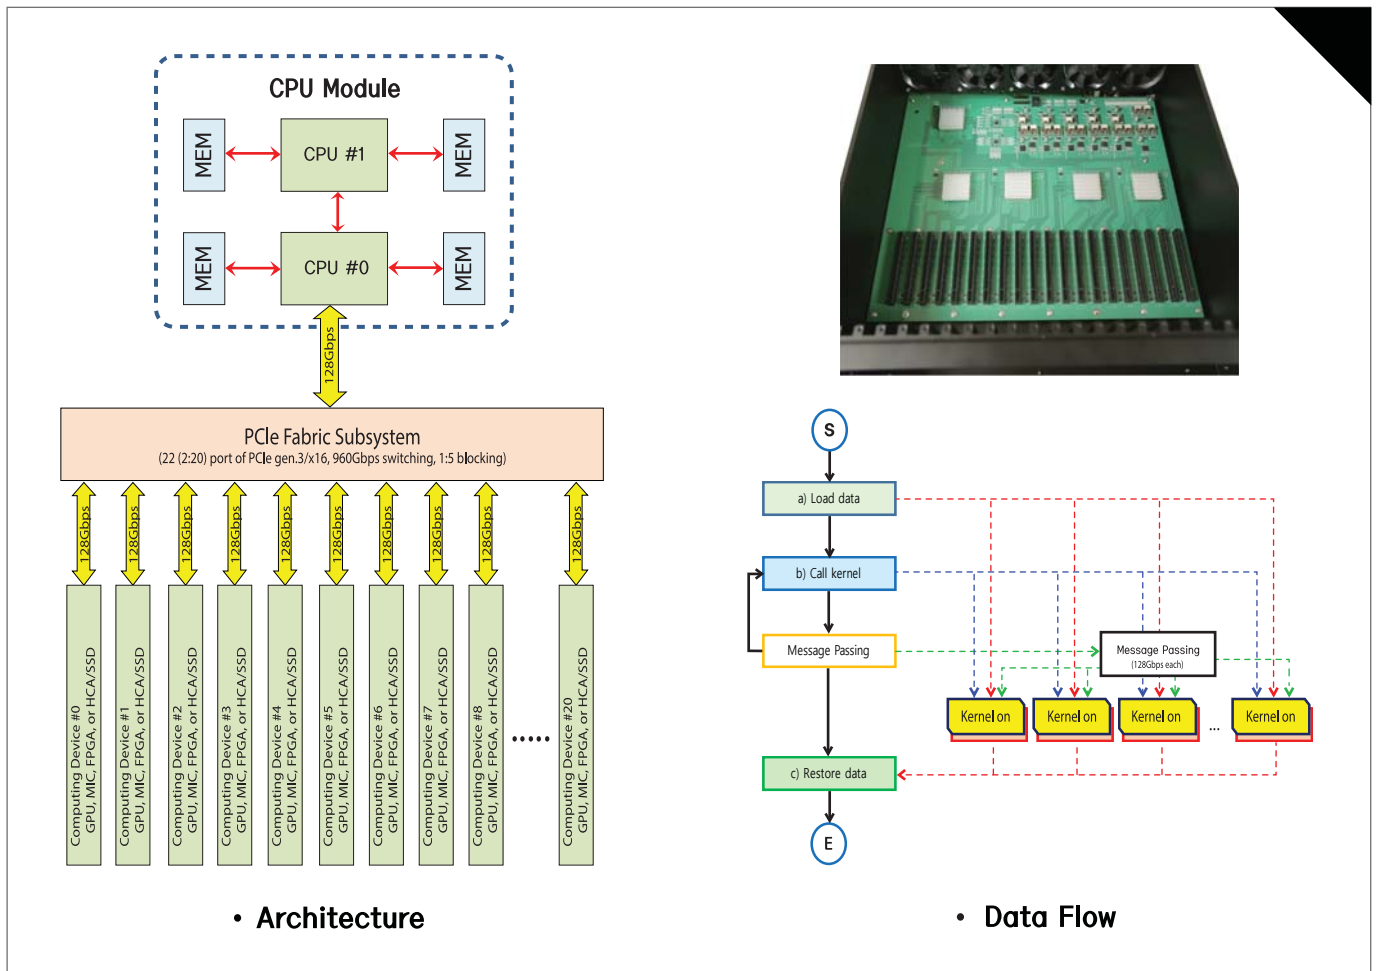 CPU Module
MEM
CPU #1
MEM
MEM
CPU #0
MEM
128Gbps
PCIe Fabric Subsystem
(22 (2:20) port of PCIe gen.3/x16, 960Gbps switching, 1:5 blocking)
128Gbps
128Gbps
128Gbps
128Gbps
128Gbps
128Gbps
128Gbps
128Gbps
128Gbps
128Gbps
Computing Device #0
GPU, MIC, FPGA, or HCA/SSD
Computing Device #1
GPU, MIC, FPGA, or HCA/SSD
Computing Device #2
GPU, MIC, FPGA, or HCA/SSD
Computing Device #3
GPU, MIC, FPGA, or HCA/SSD
Computing Device #4
GPU, MIC, FPGA, or HCA/SSD
Computing Device #5
GPU, MIC, FPGA, or HCA/SSD
Computing Device #6
GPU, MIC, FPGA, or HCA/SSD
Computing Device #7
GPU, MIC, FPGA, or HCA/SSD
Computing Device #8
GPU, MIC, FPGA, or HCA/SSD
.....
Computing Device #20
GPU, MIC, FPGA, or HCA/SSD
• Architecture
S
a) Load data
b) Call kernel
Message Passing
Message Passing
(128Gbps each)
Kernel on
Kernel on
Kernel on
...
Kernel on
c) Restore data
E
• Data Flow